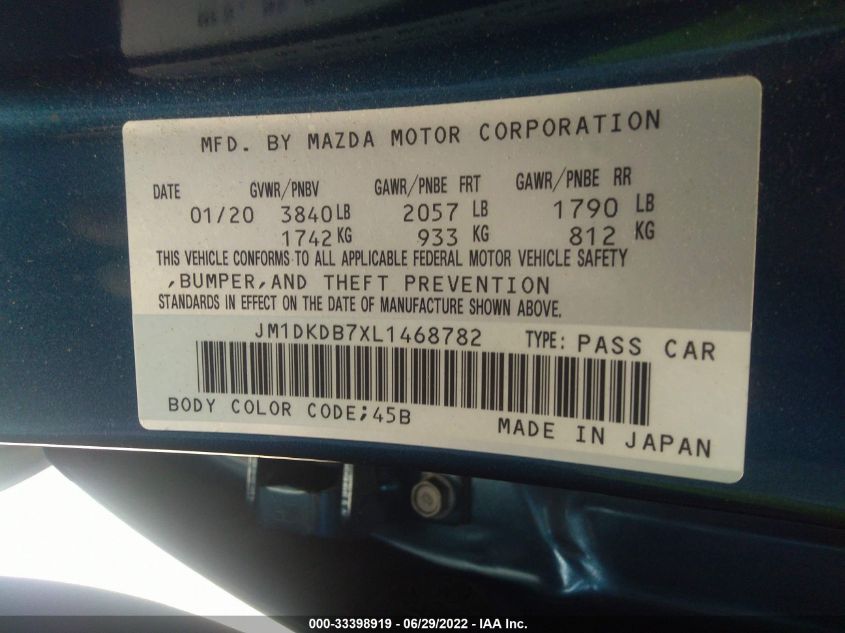 MFD. BY MAZDA MOTOR CORPORATION
DATE GVWR/PNBV GAWR/PNBE FRT GAWR/PNBE RR
01/20 3840 LB 2057 LB 1790 LB
1742 KG 933 KG 812 KG
THIS VEHICLE CONFORMS TO ALL APPLICABLE FEDERAL MOTOR VEHICLE SAFETY
,BUMPER,AND THEFT PREVENTION
STANDARDS IN EFFECT ON THE DATE OF MANUFACTURE SHOWN ABOVE.
JM1DKDB7XL1468782 TYPE: PASS CAR
BODY COLOR CODE;45B MADE IN JAPAN
000-33398919 - 06/29/2022 - IAA Inc.